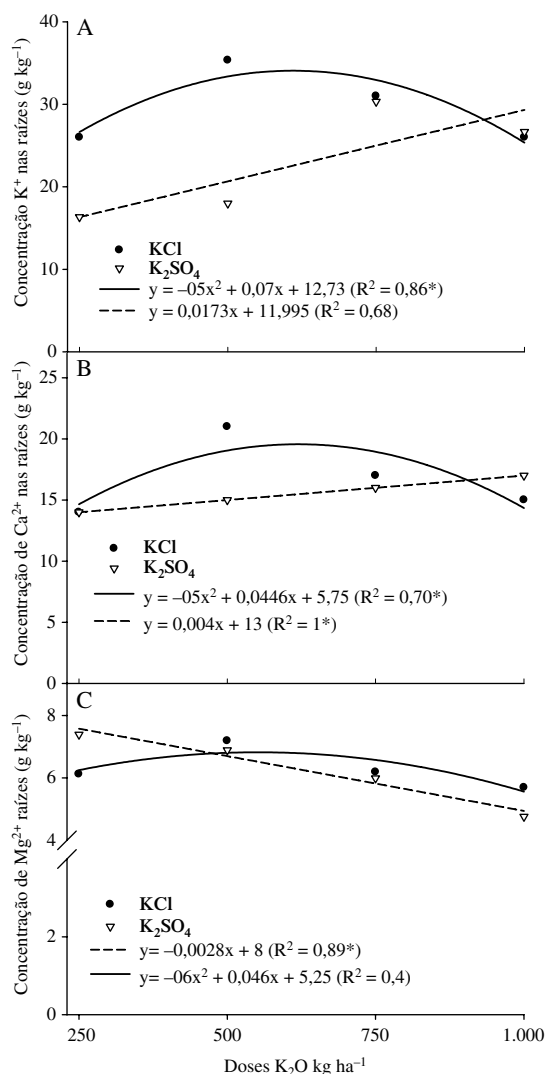 A
Concentração K⁺ nas raízes (g kg⁻¹)
40
30
20
10
0
KCl
K₂SO₄
y = –05x² + 0,07x + 12,73 (R² = 0,86*)
y = 0,0173x + 11,995 (R² = 0,68)
B
Concentração de Ca²⁺ nas raízes (g kg⁻¹)
25
20
15
10
5
0
KCl
K₂SO₄
y = –05x² + 0,0446x + 5,75 (R² = 0,70*)
y = 0,004x + 13 (R² = 1*)
C
Concentração de Mg²⁺ raízes (g kg⁻¹)
8
6
4
2
0
KCl
K₂SO₄
y= –0,0028x + 8 (R² = 0,89*)
y= –06x² + 0,046x + 5,25 (R² = 0,4)
250 500 750 1.000
Doses K₂O kg ha⁻¹